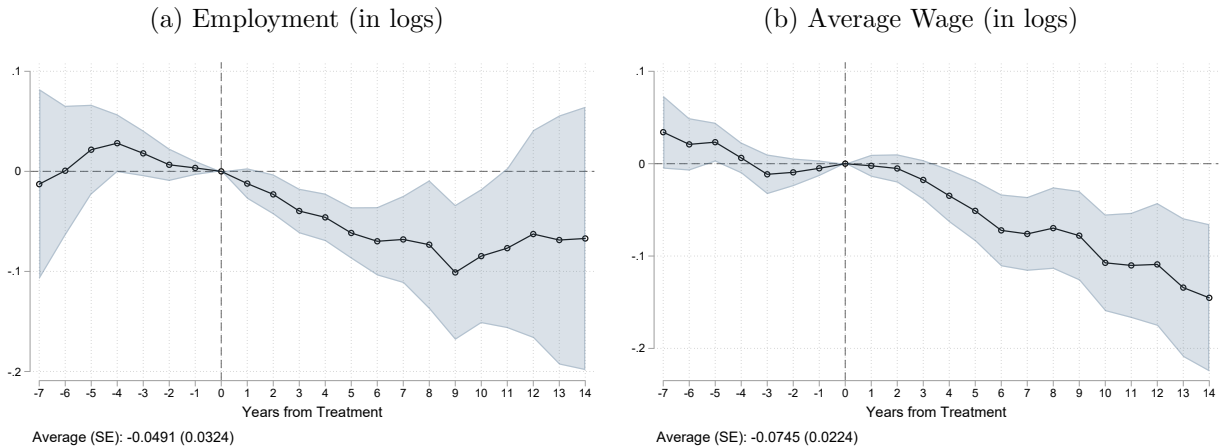 (a) Employment (in logs)
.1
0
-.1
-.2
-7 -6 -5 -4 -3 -2 -1 0 1 2 3 4 5 6 7 8 9 10 11 12 13 14
Years from Treatment
Average (SE): -0.0491 (0.0324)
(b) Average Wage (in logs)
.1
0
-.1
-.2
-7 -6 -5 -4 -3 -2 -1 0 1 2 3 4 5 6 7 8 9 10 11 12 13 14
Years from Treatment
Average (SE): -0.0745 (0.0224)